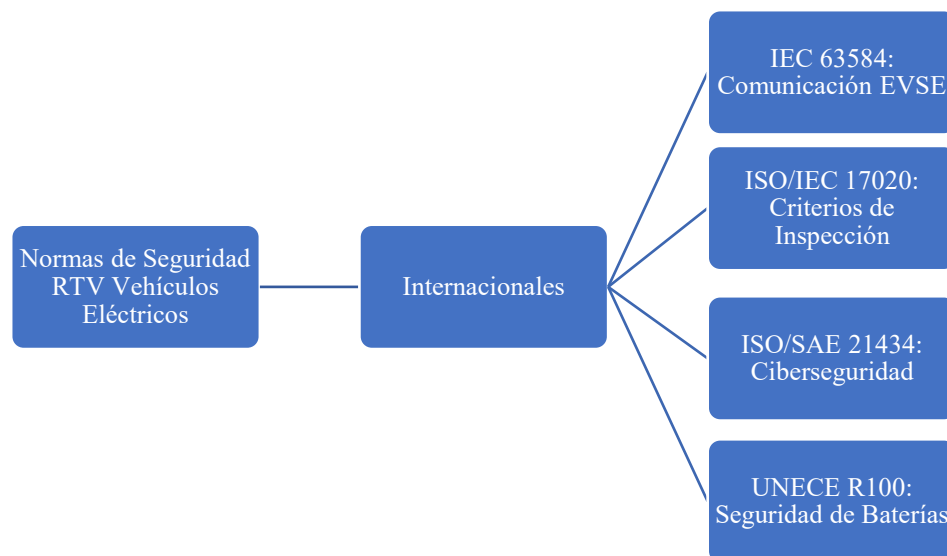 Normas de Seguridad
RTV Vehículos
Eléctricos
Internacionales
IEC 63584:
Comunicación EVSE
ISO/IEC 17020:
Criterios de
Inspección
ISO/SAE 21434:
Ciberseguridad
UNECE R100:
Seguridad de Baterías